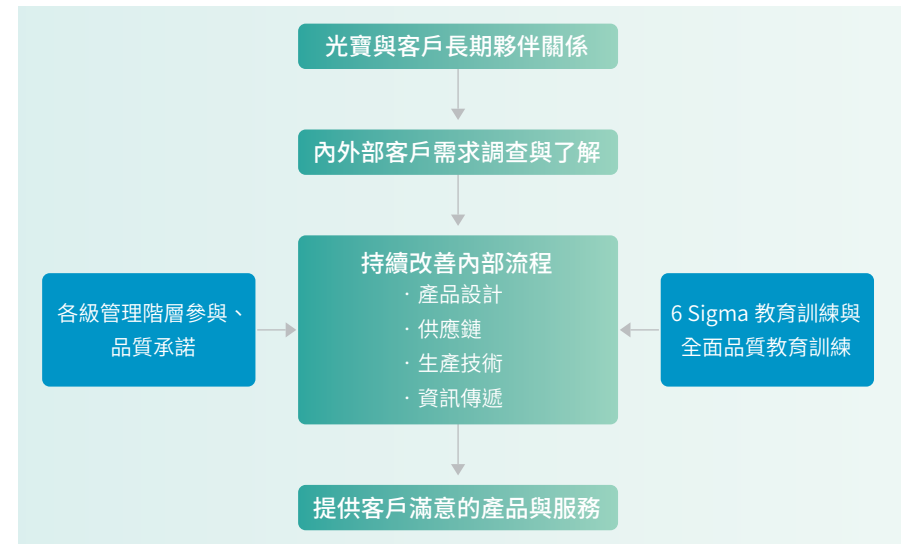 光寶與客戶長期夥伴關係
內外部客戶需求調查與了解
持續改善內部流程
· 產品設計
· 供應鏈
· 生產技術
· 資訊傳遞
各級管理階層參與、
品質承諾
6 Sigma 教育訓練與
全面品質教育訓練
提供客戶滿意的產品與服務